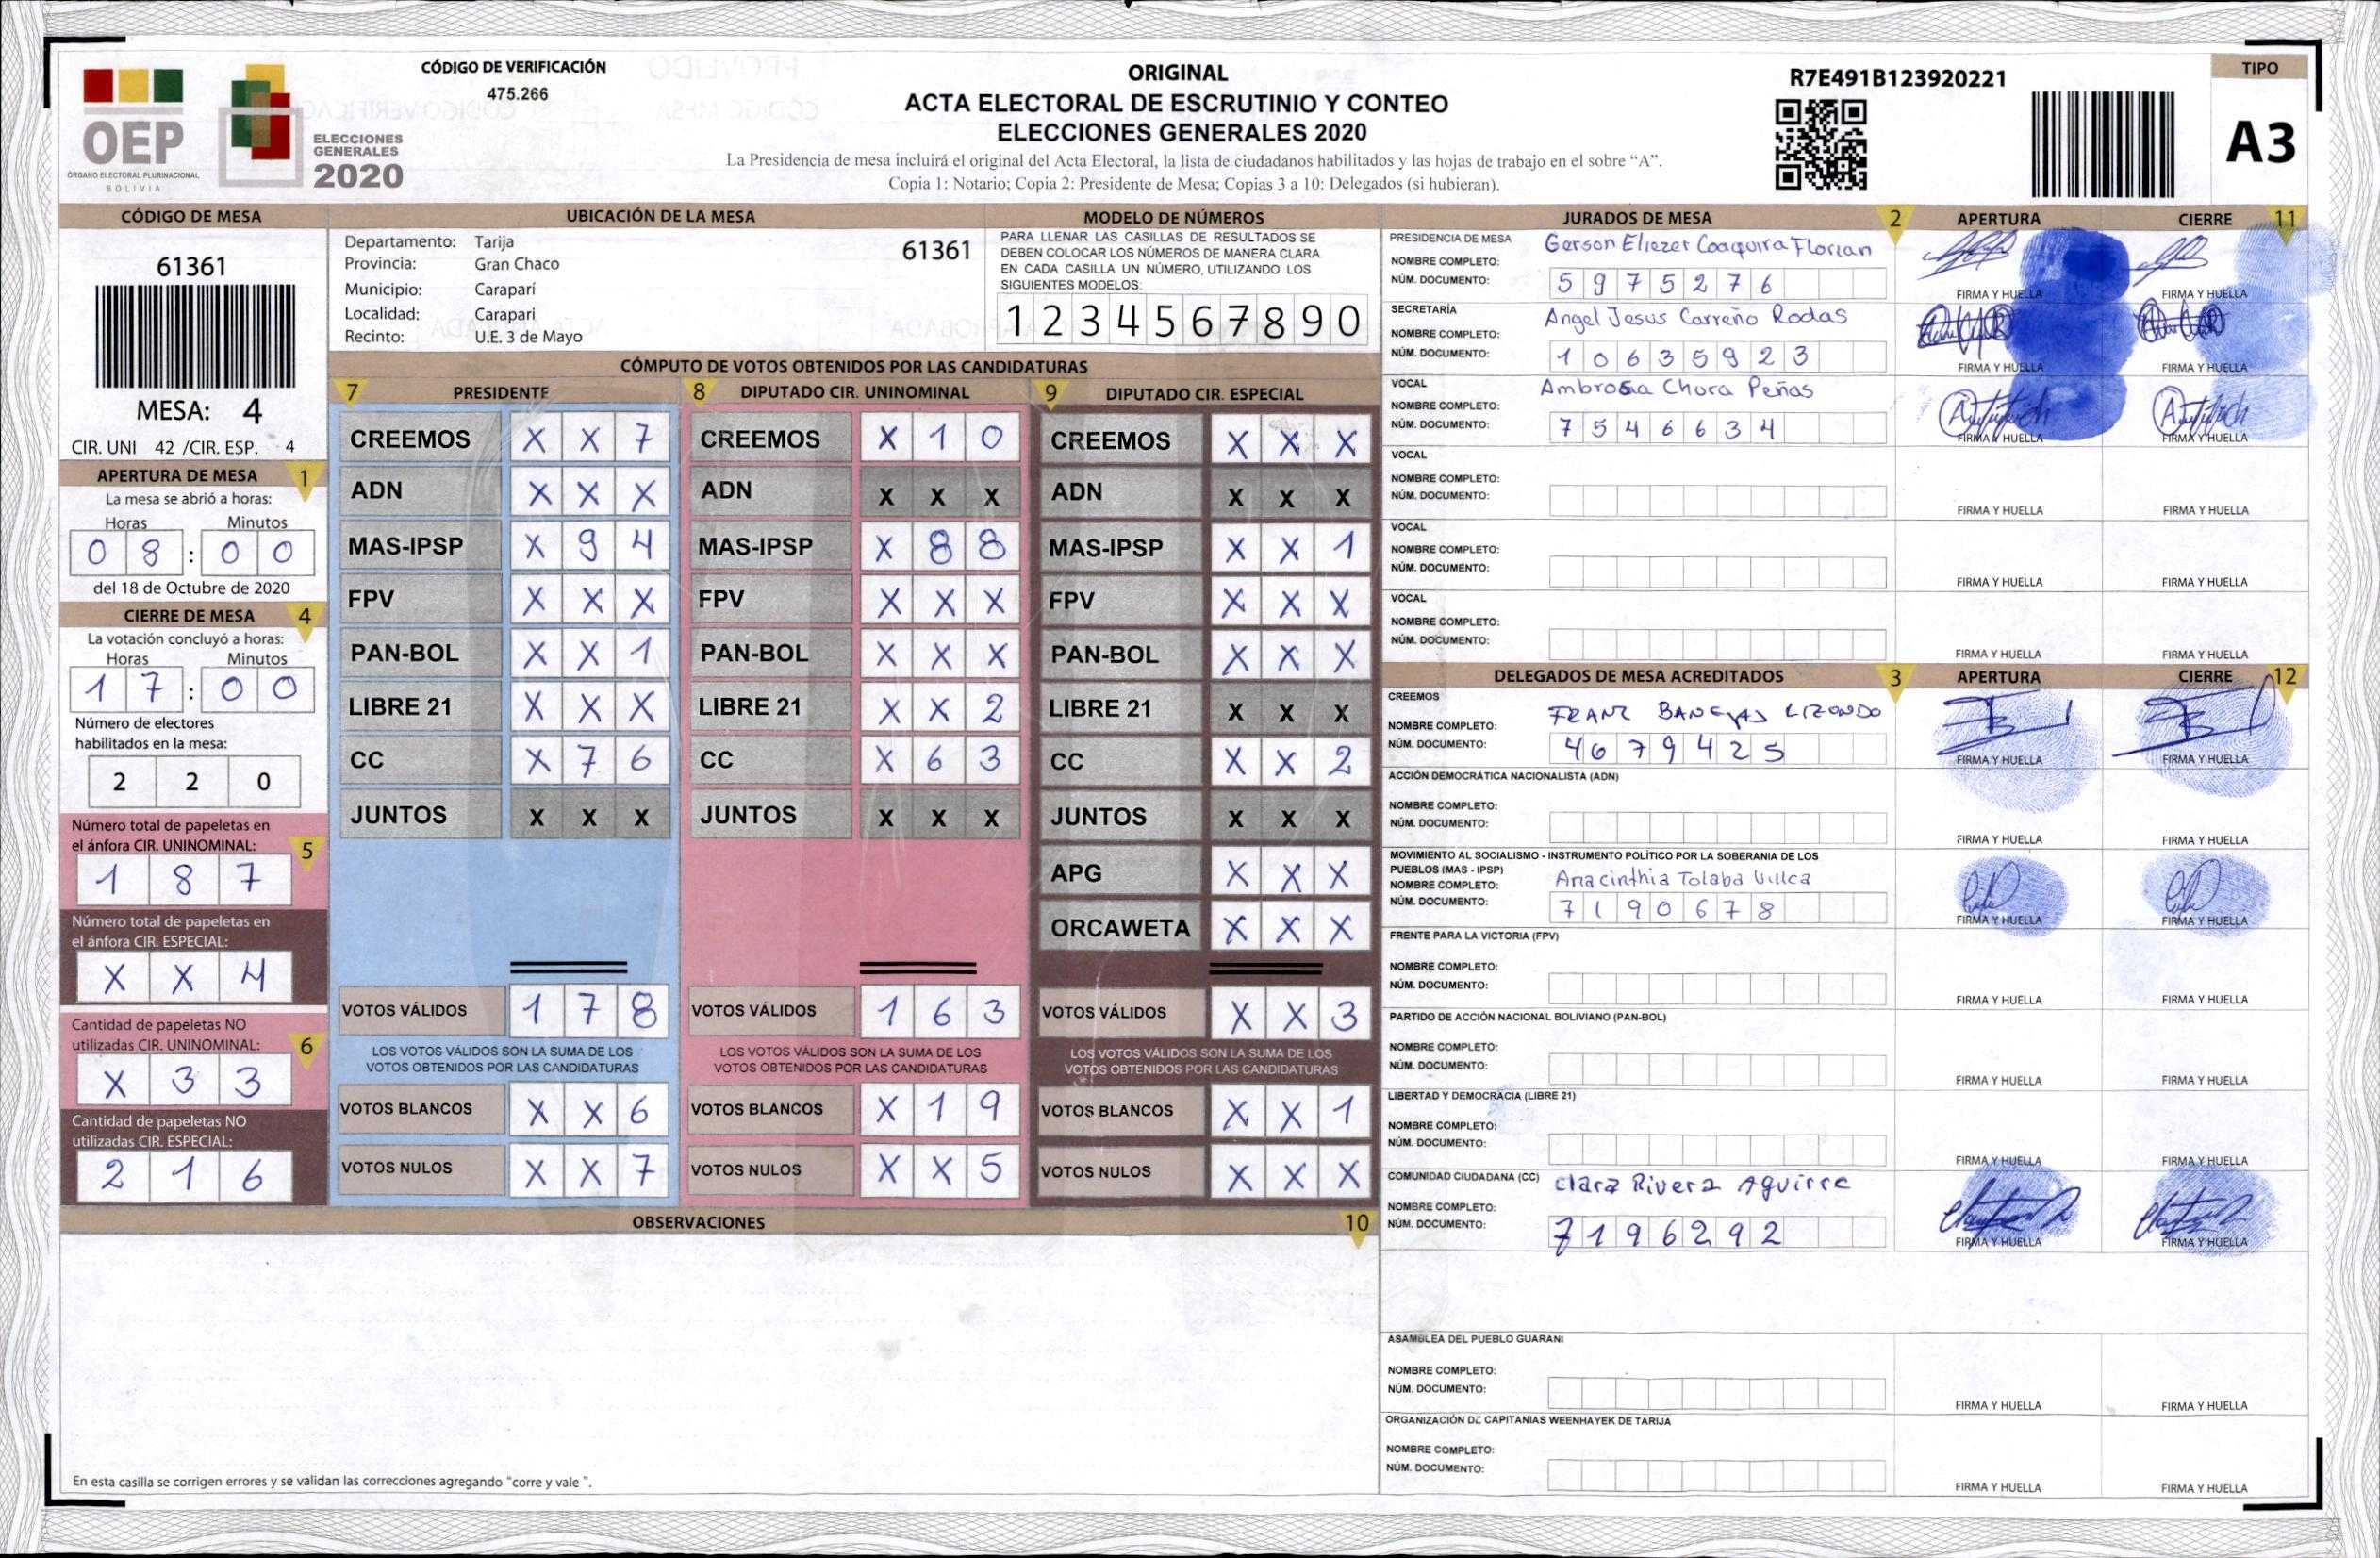 CÓDIGO DE VERIFICACIÓN
475.266
OEP
ÓRGANO ELECTORAL PLURINACIONAL
BOLIVIA
ELECCIONES
GENERALES
2020
ORIGINAL
ACTA ELECTORAL DE ESCRUTINIO Y CONTEO
ELECCIONES GENERALES 2020
La Presidencia de mesa incluirá el original del Acta Electoral, la lista de ciudadanos habilitados y las hojas de trabajo en el sobre “A”.
Copia 1: Notario; Copia 2: Presidente de Mesa; Copias 3 a 10: Delegados (si hubieran).
R7E491B123920221
TIPO
A3
CÓDIGO DE MESA
61361
MESA: 4
CIR. UNI 42 /CIR. ESP. 4
APERTURA DE MESA 1
La mesa se abrió a horas:
Horas Minutos
0 8 : 0 0
del 18 de Octubre de 2020
CIERRE DE MESA 4
La votación concluyó a horas:
Horas Minutos
1 7 : 0 0
Número de electores
habilitados en la mesa:
2 2 0
Número total de papeletas en
el ánfora CIR. UNINOMINAL: 5
1 8 7
Número total de papeletas en
el ánfora CIR. ESPECIAL:
X X 4
Cantidad de papeletas NO
utilizadas CIR. UNINOMINAL: 6
X 3 3
Cantidad de papeletas NO
utilizadas CIR. ESPECIAL:
2 1 6
UBICACIÓN DE LA MESA
Departamento: Tarija
61361
Provincia: Gran Chaco
Municipio: Caraparí
Localidad: Carapari
Recinto: U.E. 3 de Mayo
MODELO DE NÚMEROS
PARA LLENAR LAS CASILLAS DE RESULTADOS SE
DEBEN COLOCAR LOS NÚMEROS DE MANERA CLARA
EN CADA CASILLA UN NÚMERO, UTILIZANDO LOS
SIGUIENTES MODELOS:
1 2 3 4 5 6 7 8 9 0
CÓMPUTO DE VOTOS OBTENIDOS POR LAS CANDIDATURAS
7 PRESIDENTE
CREEMOS X X 7
ADN X X X
MAS-IPSP X 9 4
FPV X X X
PAN-BOL X X 1
LIBRE 21 X X X
CC X 7 6
JUNTOS X X X
VOTOS VÁLIDOS 1 7 8
LOS VOTOS VÁLIDOS SON LA SUMA DE LOS
VOTOS OBTENIDOS POR LAS CANDIDATURAS
VOTOS BLANCOS X X 6
VOTOS NULOS X X 7
8 DIPUTADO CIR. UNINOMINAL
CREEMOS X 1 0
ADN X X X
MAS-IPSP X 8 8
FPV X X X
PAN-BOL X X X
LIBRE 21 X X 2
CC X 6 3
JUNTOS X X X
VOTOS VÁLIDOS 1 6 3
LOS VOTOS VÁLIDOS SON LA SUMA DE LOS
VOTOS OBTENIDOS POR LAS CANDIDATURAS
VOTOS BLANCOS X 1 9
VOTOS NULOS X X 5
9 DIPUTADO CIR. ESPECIAL
CREEMOS X X X
ADN X X X
MAS-IPSP X X 1
FPV X X X
PAN-BOL X X X
LIBRE 21 X X X
CC X X 2
JUNTOS X X X
APG X X X
ORCAWETA X X X
VOTOS VÁLIDOS X X 3
LOS VOTOS VÁLIDOS SON LA SUMA DE LOS
VOTOS OBTENIDOS POR LAS CANDIDATURAS
VOTOS BLANCOS X X 1
VOTOS NULOS X X X
OBSERVACIONES 10
En esta casilla se corrigen errores y se validan las correcciones agregando "corre y vale ".
JURADOS DE MESA 2 APERTURA CIERRE 11
PRESIDENCIA DE MESA
NOMBRE COMPLETO: Gerson Eliezer Coaquira Florian
NÚM. DOCUMENTO: 5 9 7 5 2 7 6
FIRMA Y HUELLA FIRMA Y HUELLA
SECRETARÍA
NOMBRE COMPLETO: Angel Jesus Carreño Rodas
NÚM. DOCUMENTO: 1 0 6 3 5 9 2 3
FIRMA Y HUELLA FIRMA Y HUELLA
VOCAL
NOMBRE COMPLETO: Ambrosia Chura Peñas
NÚM. DOCUMENTO: 7 5 4 6 6 3 4
FIRMA Y HUELLA FIRMA Y HUELLA
VOCAL
NOMBRE COMPLETO:
NÚM. DOCUMENTO:
FIRMA Y HUELLA FIRMA Y HUELLA
VOCAL
NOMBRE COMPLETO:
NÚM. DOCUMENTO:
FIRMA Y HUELLA FIRMA Y HUELLA
VOCAL
NOMBRE COMPLETO:
NÚM. DOCUMENTO:
FIRMA Y HUELLA FIRMA Y HUELLA
DELEGADOS DE MESA ACREDITADOS 3 APERTURA CIERRE 12
CREEMOS
NOMBRE COMPLETO: FRANZ BANEGAS LIZONDO
NÚM. DOCUMENTO: 4 6 7 9 4 2 5
FIRMA Y HUELLA FIRMA Y HUELLA
ACCIÓN DEMOCRÁTICA NACIONALISTA (ADN)
NOMBRE COMPLETO:
NÚM. DOCUMENTO:
FIRMA Y HUELLA FIRMA Y HUELLA
MOVIMIENTO AL SOCIALISMO - INSTRUMENTO POLÍTICO POR LA SOBERANIA DE LOS
PUEBLOS (MAS - IPSP)
NOMBRE COMPLETO: Ana cinthia Tolaba Vilca
NÚM. DOCUMENTO: 7 1 9 0 6 7 8
FIRMA Y HUELLA FIRMA Y HUELLA
FRENTE PARA LA VICTORIA (FPV)
NOMBRE COMPLETO:
NÚM. DOCUMENTO:
FIRMA Y HUELLA FIRMA Y HUELLA
PARTIDO DE ACCIÓN NACIONAL BOLIVIANO (PAN-BOL)
NOMBRE COMPLETO:
NÚM. DOCUMENTO:
FIRMA Y HUELLA FIRMA Y HUELLA
LIBERTAD Y DEMOCRACIA (LIBRE 21)
NOMBRE COMPLETO:
NÚM. DOCUMENTO:
FIRMA Y HUELLA FIRMA Y HUELLA
COMUNIDAD CIUDADANA (CC)
NOMBRE COMPLETO: clara Rivera Aguirre
NÚM. DOCUMENTO: 7 1 9 6 2 9 2
FIRMA Y HUELLA FIRMA Y HUELLA
ASAMBLEA DEL PUEBLO GUARANI
NOMBRE COMPLETO:
NÚM. DOCUMENTO:
FIRMA Y HUELLA FIRMA Y HUELLA
ORGANIZACIÓN DE CAPITANIAS WEENHAYEK DE TARIJA
NOMBRE COMPLETO:
NÚM. DOCUMENTO:
FIRMA Y HUELLA FIRMA Y HUELLA